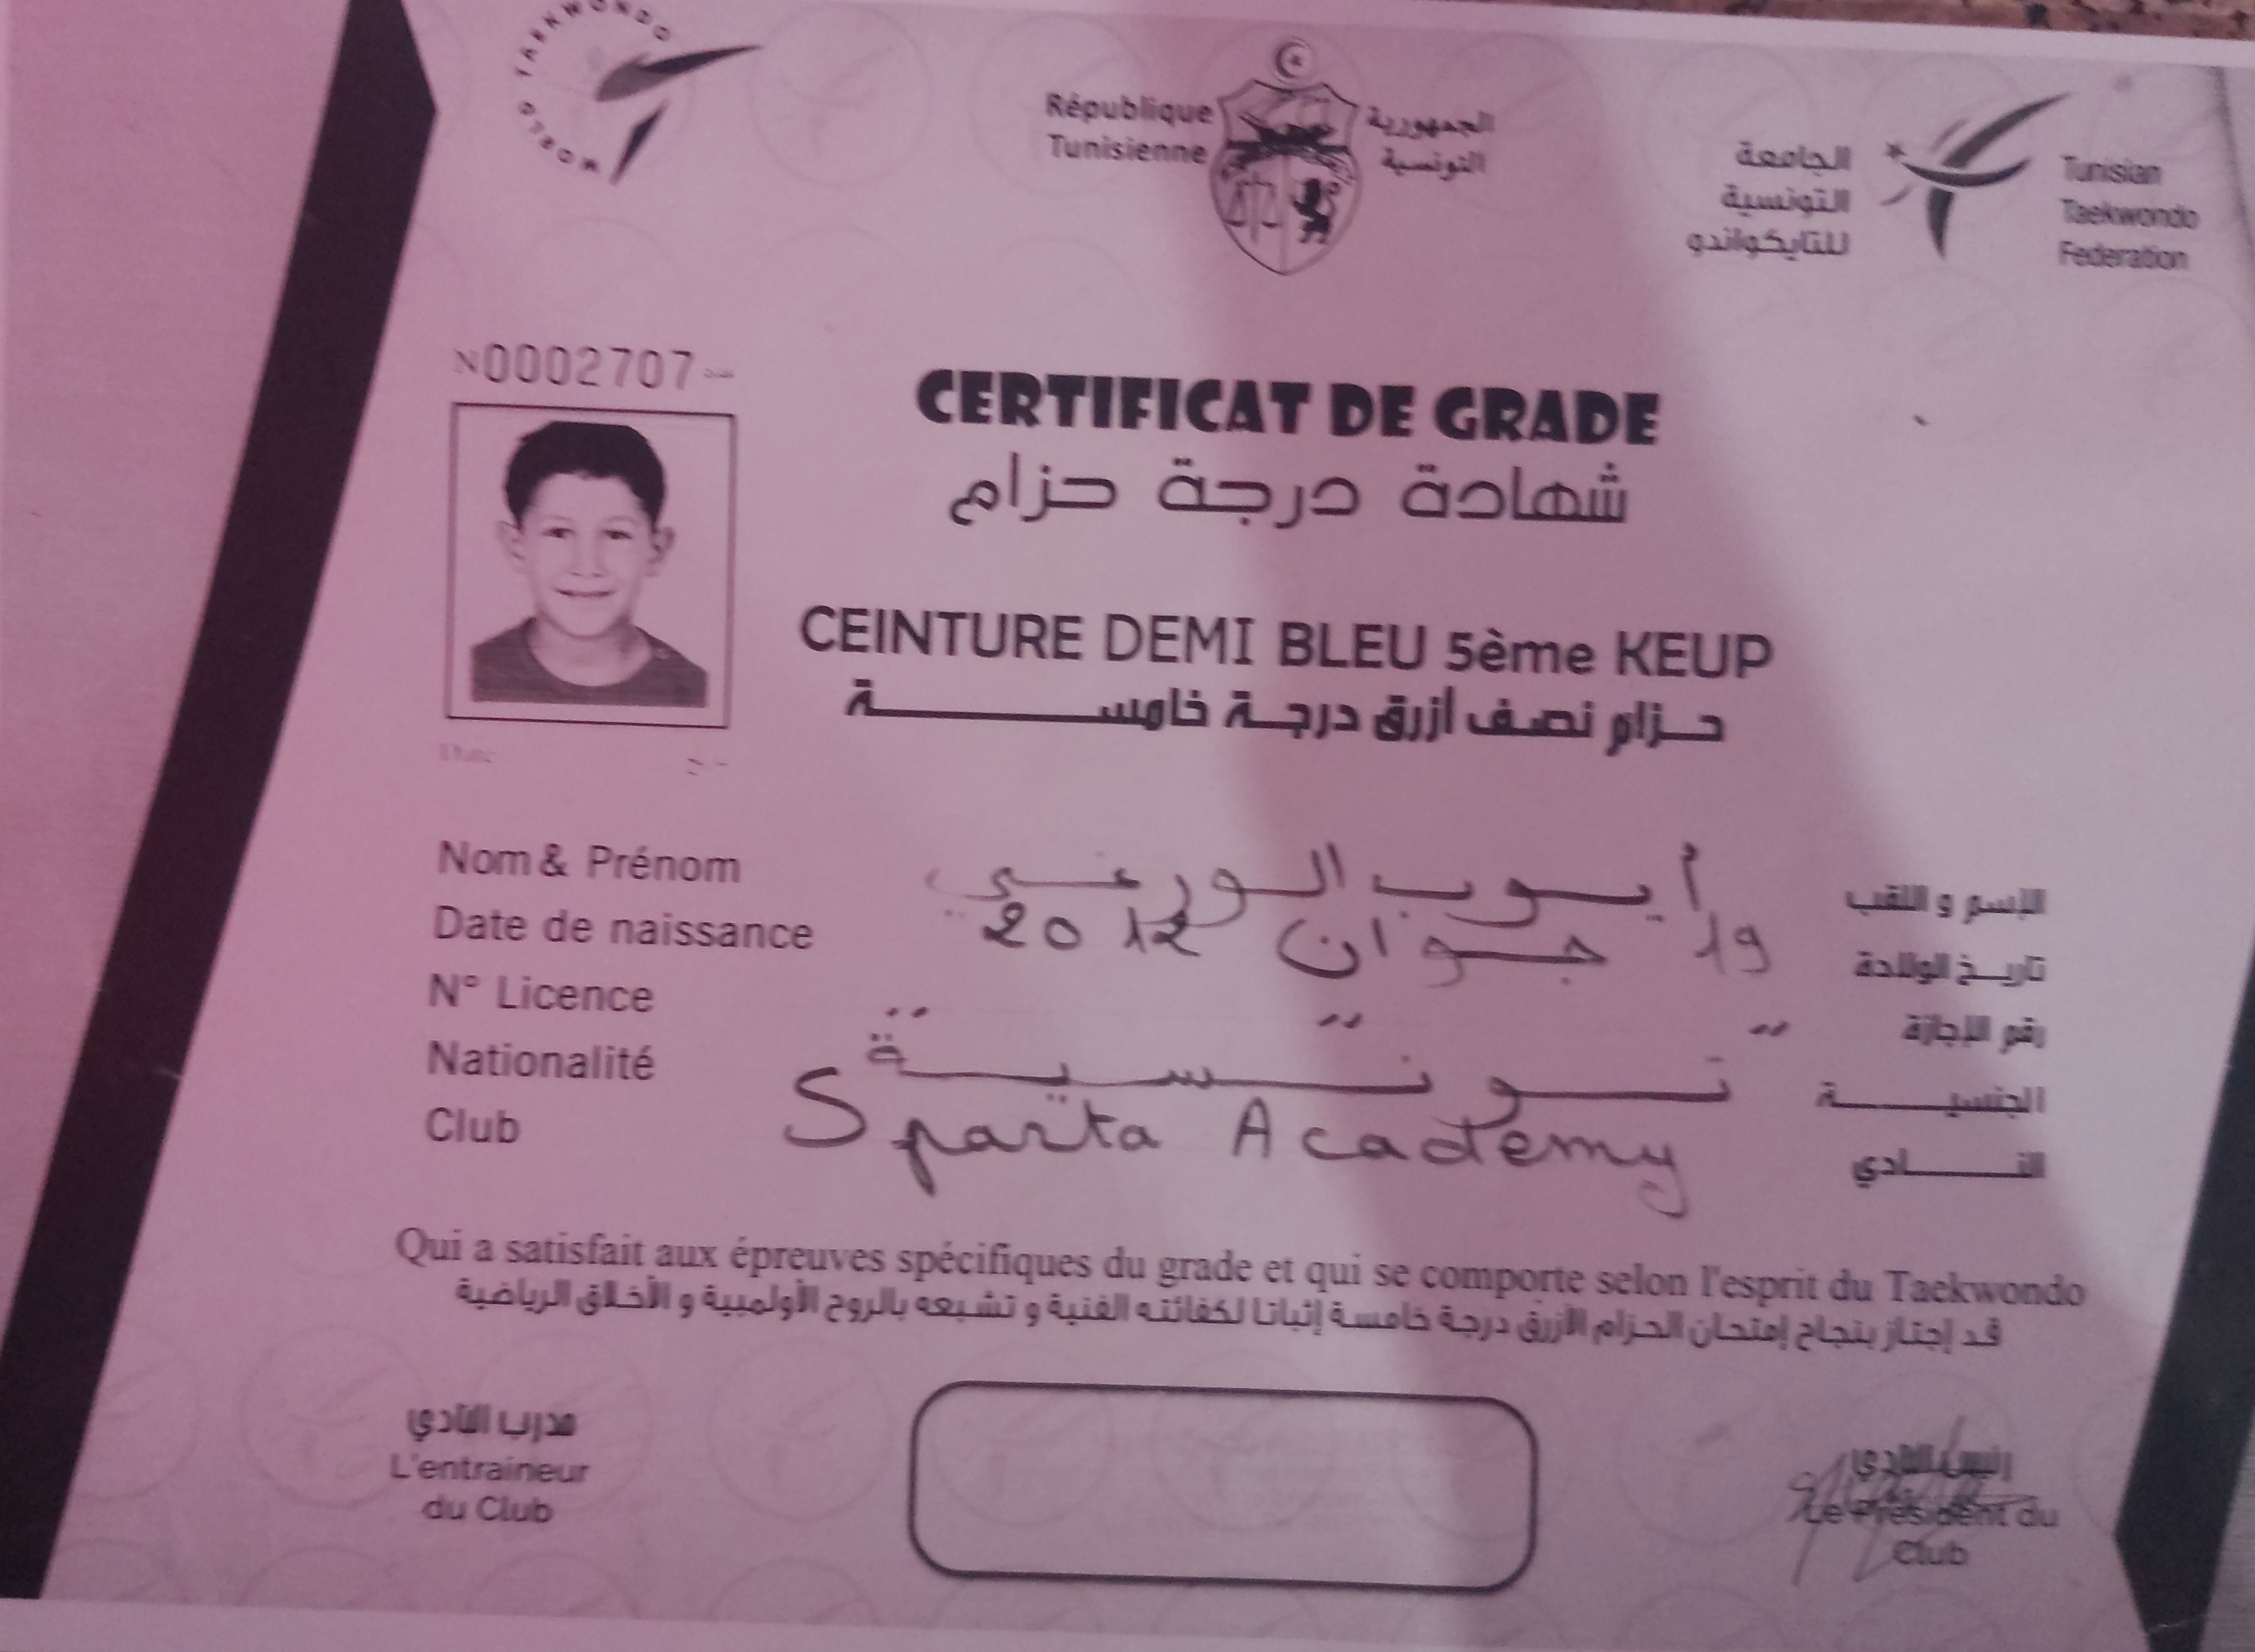 WORLD TAEKWONDO
République
Tunisienne
الجمهورية
التونسية
الجامعة
التونسية
للتايكواندو
Tunisian
Taekwondo
Federation
N0002707
CERTIFICAT DE GRADE
شهادة درجة حزام
CEINTURE DEMI BLEU 5ème KEUP
حزام نصف أزرق درجة خامسة
Nom & Prénom أيوب الورغي الإسم و اللقب
Date de naissance 19 جوان 2012 تاريخ الولادة
N° Licence رقم الإجازة
Nationalité تونسية الجنسية
Club Sparta Academy النادي
Qui a satisfait aux épreuves spécifiques du grade et qui se comporte selon l'esprit du Taekwondo
قد إجتاز بنجاح إمتحان الحزام الأزرق درجة خامسة إثباتا لكفائته الفنية و تشبعه بالروح الأولمبية و الأخلاق الرياضية
مدرب النادي
L'entraineur
du Club
رئيس النادي
Le Président du
Club